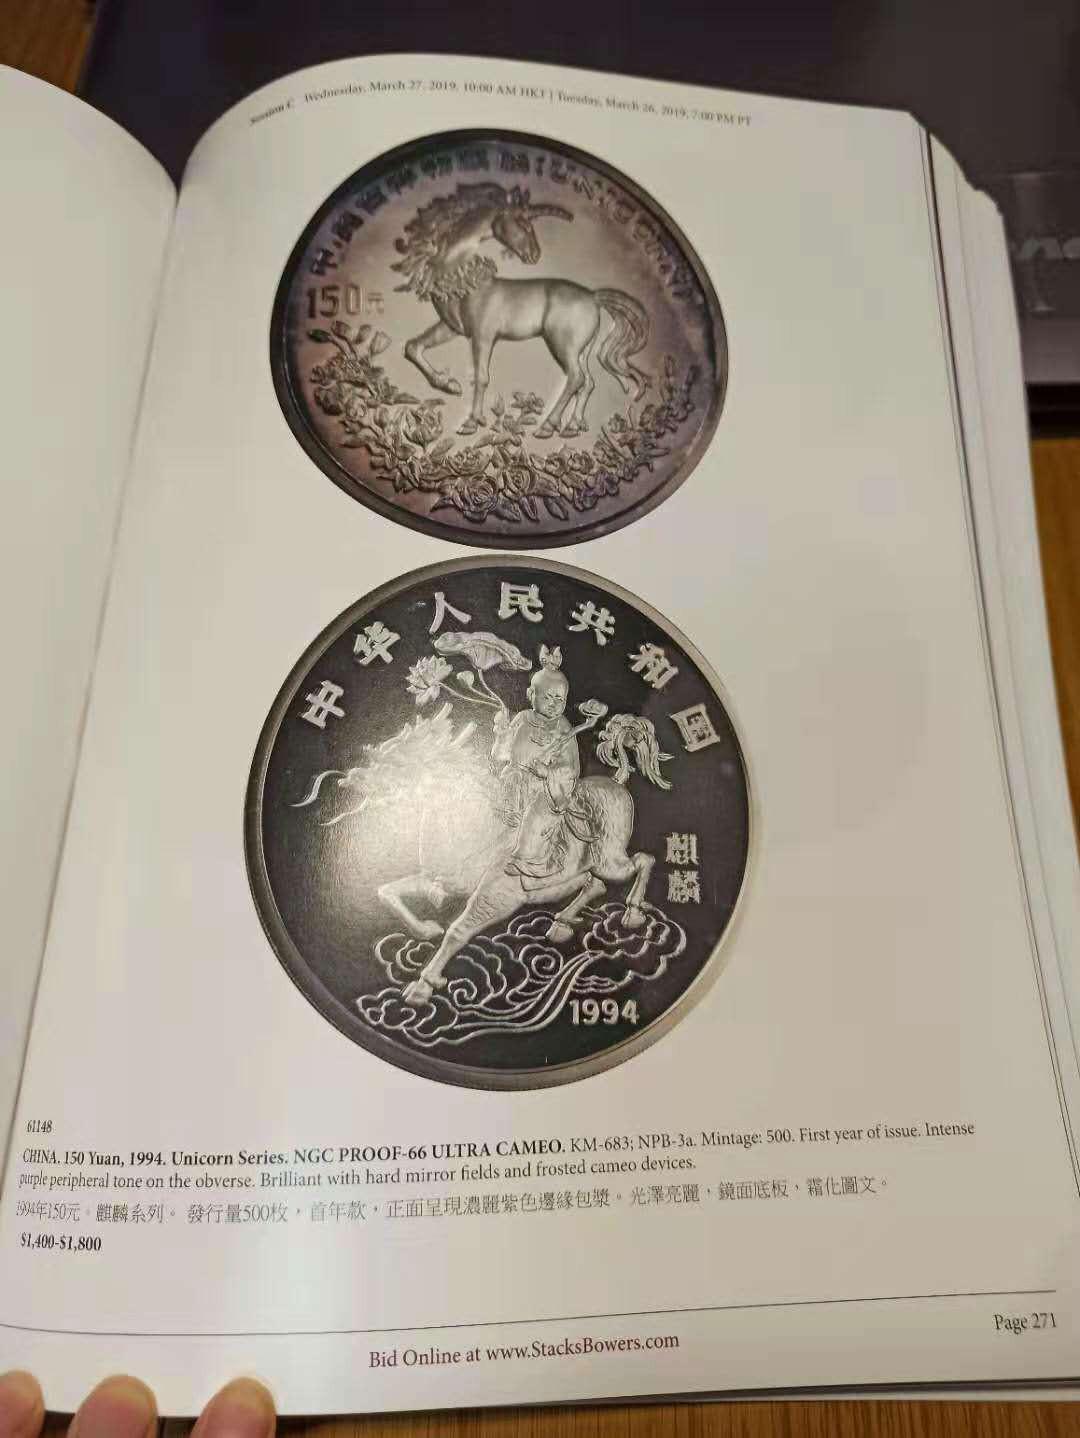 Session C Wednesday, March 27, 2019, 10:00 AM HKT | Tuesday, March 26, 2019, 7:00 PM PT
150元
中华人民共和国
麒麟
1994
61148
CHINA. 150 Yuan, 1994. Unicorn Series. NGC PROOF-66 ULTRA CAMEO. KM-683; NPB-3a. Mintage: 500. First year of issue. Intense
purple peripheral tone on the obverse. Brilliant with hard mirror fields and frosted cameo devices.
1994年150元。麒麟系列。發行量500枚，首年款，正面呈現濃麗紫色邊緣包漿。光澤亮麗，鏡面底板，霜化圖文。
$1,400-$1,800
Page 271
Bid Online at www.StacksBowers.com